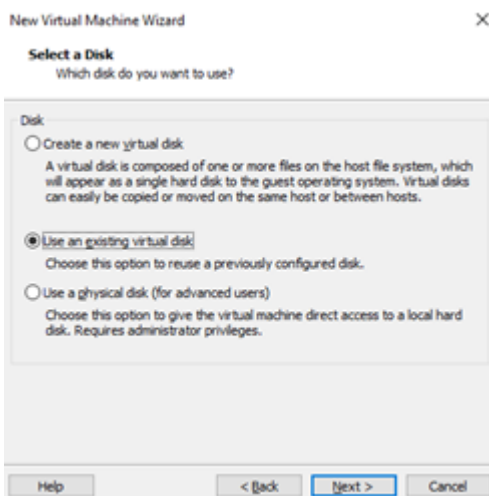 New Virtual Machine Wizard
Select a Disk
Which disk do you want to use?
Disk
Create a new virtual disk
A virtual disk is composed of one or more files on the host file system, which
will appear as a single hard disk to the guest operating system. Virtual disks
can easily be copied or moved on the same host or between hosts.
Use an existing virtual disk
Choose this option to reuse a previously configured disk.
Use a physical disk (for advanced users)
Choose this option to give the virtual machine direct access to a local hard
disk. Requires administrator privileges.
Help < Back Next > Cancel